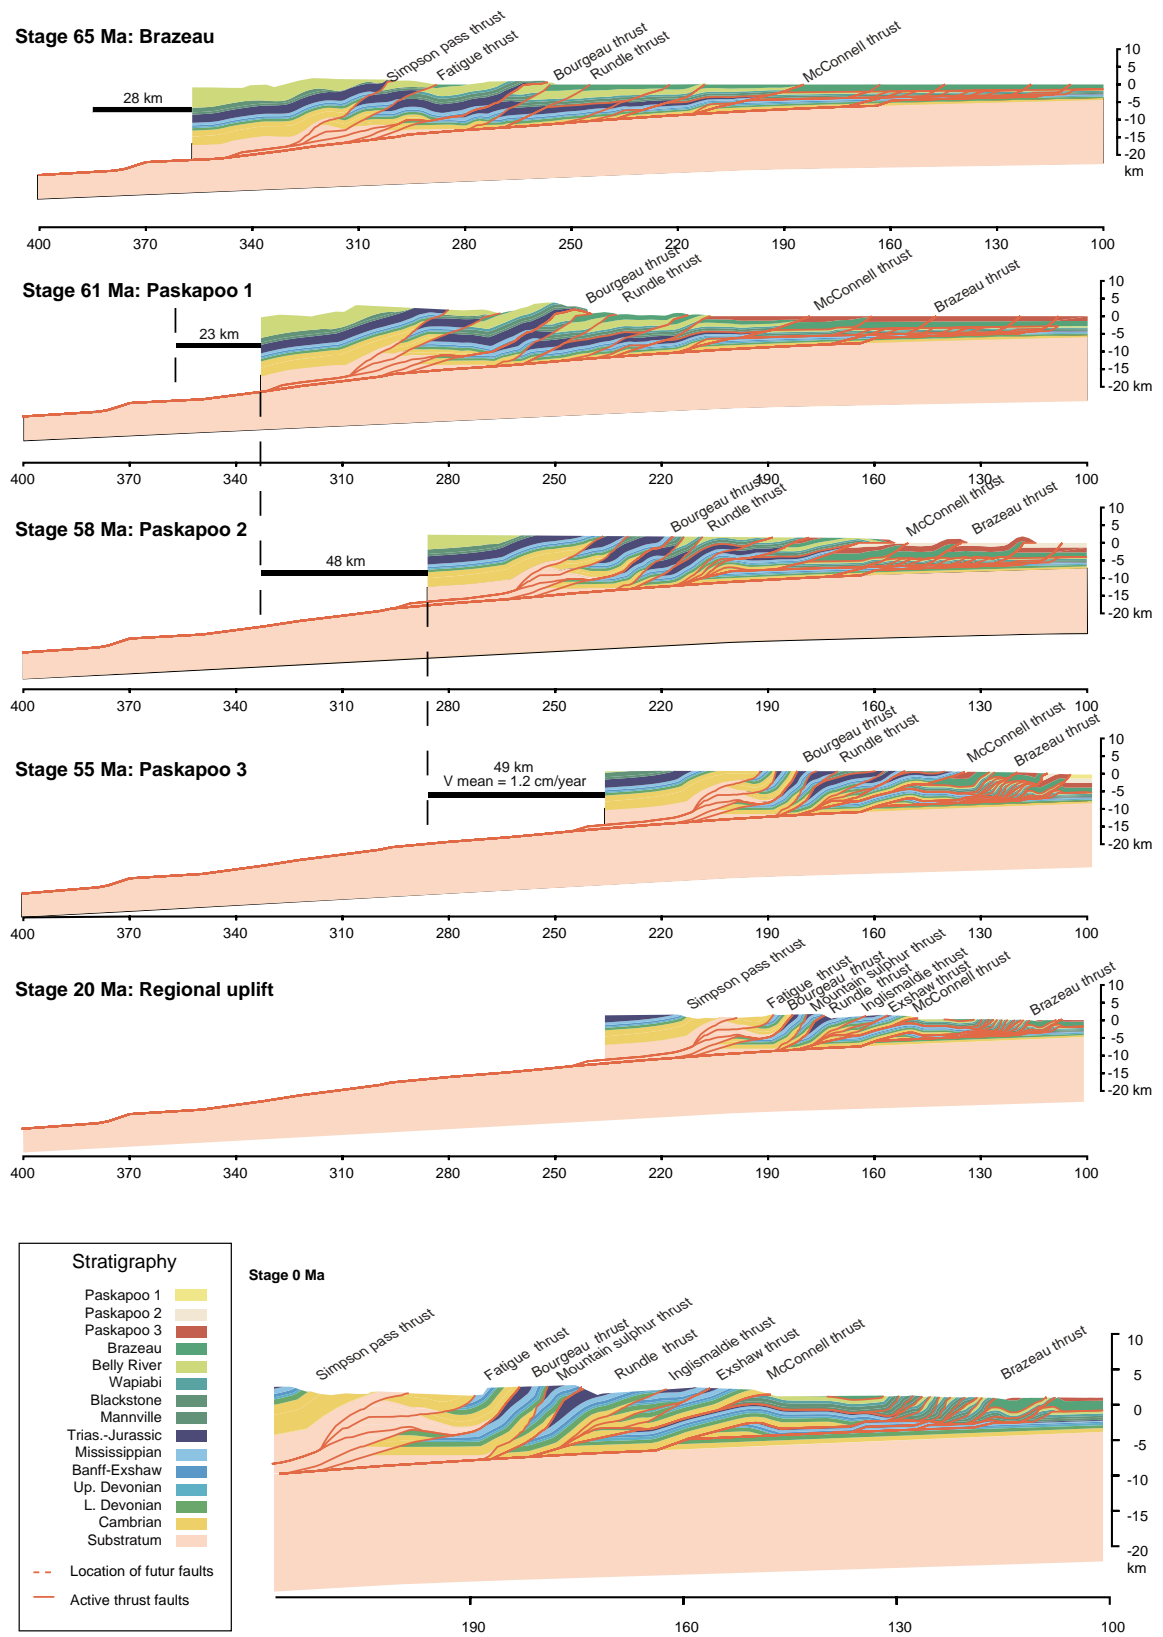 Stage 65 Ma: Brazeau
Simpson pass thrust
Fatigue thrust
Bourgeau thrust
Rundle thrust
McConnell thrust
28 km
10
5
0
-5
-10
-15
-20
km
400 370 340 310 280 250 220 190 160 130 100
Stage 61 Ma: Paskapoo 1
Bourgeau thrust
Rundle thrust
McConnell thrust
Brazeau thrust
23 km
10
5
0
-5
-10
-15
-20 km
400 370 340 310 280 250 220 190 160 130 100
Stage 58 Ma: Paskapoo 2
Bourgeau thrust
Rundle thrust
McConnell thrust
Brazeau thrust
48 km
10
5
0
-5
-10
-15
-20 km
400 370 340 310 280 250 220 190 160 130 100
Stage 55 Ma: Paskapoo 3
Bourgeau thrust
Rundle thrust
McConnell thrust
Brazeau thrust
49 km
V mean = 1.2 cm/year
10
5
0
-5
-10
-15
-20 km
400 370 340 310 280 250 220 190 160 130 100
Stage 20 Ma: Regional uplift
Simpson pass thrust
Fatigue thrust
Bourgeau thrust
Mountain sulphur thrust
Rundle thrust
Inglismaldie thrust
Exshaw thrust
McConnell thrust
Brazeau thrust
10
5
0
-5
-10
-15
-20 km
400 370 340 310 280 250 220 190 160 130 100
Stratigraphy
Paskapoo 1
Paskapoo 2
Paskapoo 3
Brazeau
Belly River
Wapiabi
Blackstone
Mannville
Trias.-Jurassic
Mississippian
Banff-Exshaw
Up. Devonian
L. Devonian
Cambrian
Substratum
Location of futur faults
Active thrust faults
Stage 0 Ma
Simpson pass thrust
Fatigue thrust
Bourgeau thrust
Mountain sulphur thrust
Rundle thrust
Inglismaldie thrust
Exshaw thrust
McConnell thrust
Brazeau thrust
10
5
0
-5
-10
-15
-20
km
190 160 130 100